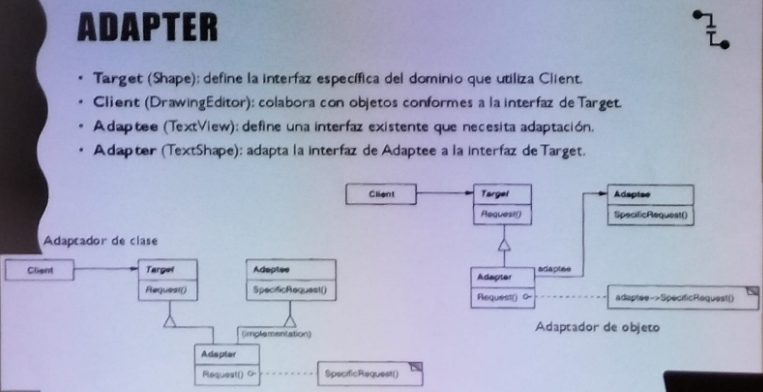 ADAPTER
• Target (Shape): define la interfaz específica del dominio que utiliza Client.
• Client (DrawingEditor): colabora con objetos conformes a la interfaz de Target.
• Adaptee (TextView): define una interfaz existente que necesita adaptación.
• Adapter (TextShape): adapta la interfaz de Adaptee a la interfaz de Target.
Adaptador de clase
Client
Target
Request()
Adaptee
SpecificRequest()
(implementation)
Adapter
Request()
SpecificRequest()
Client
Target
Request()
Adaptee
SpecificRequest()
adaptee
Adapter
Request()
adaptee->SpecificRequest()
Adaptador de objeto